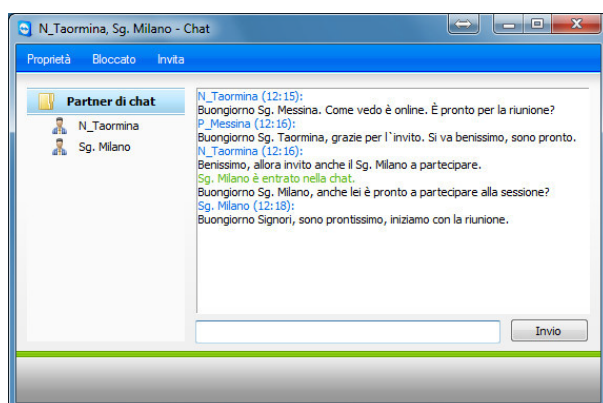 N_Taormina, Sg. Milano - Chat
Proprietà Bloccato Invita
Partner di chat
N_Taormina
Sg. Milano
N_Taormina (12:15):
Buongiorno Sg. Messina. Come vedo è online. È pronto per la riunione?
P_Messina (12:16):
Buongiorno Sg. Taormina, grazie per l`invito. Si va benissimo, sono pronto.
N_Taormina (12:16):
Benissimo, allora invito anche il Sg. Milano a partecipare.
Sg. Milano è entrato nella chat.
Buongiorno Sg. Milano, anche lei è pronto a partecipare alla sessione?
Sg. Milano (12:18):
Buongiorno Signori, sono prontissimo, iniziamo con la riunione.
Invio